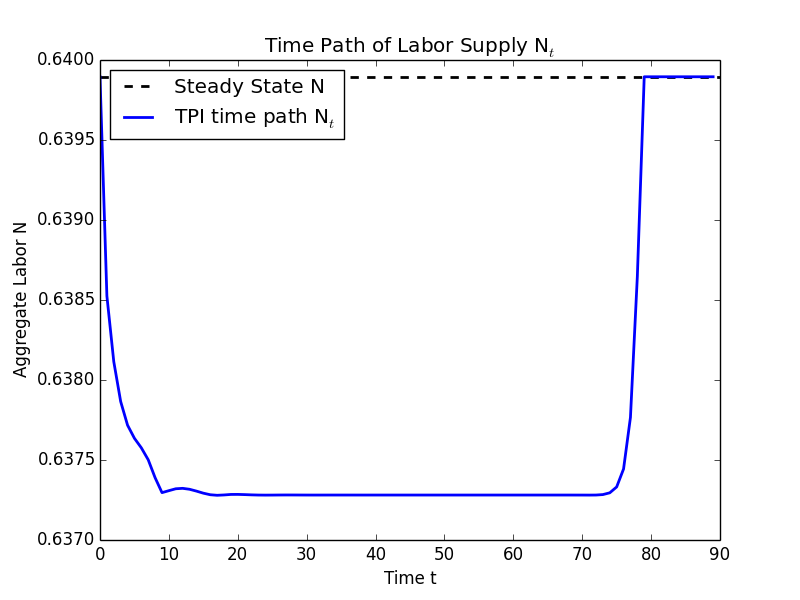 Time Path of Labor Supply N_t
0.6400
Steady State N
TPI time path N_t
0.6395
0.6390
0.6385
0.6380
0.6375
0.6370
Aggregate Labor N
0 10 20 30 40 50 60 70 80 90
Time t